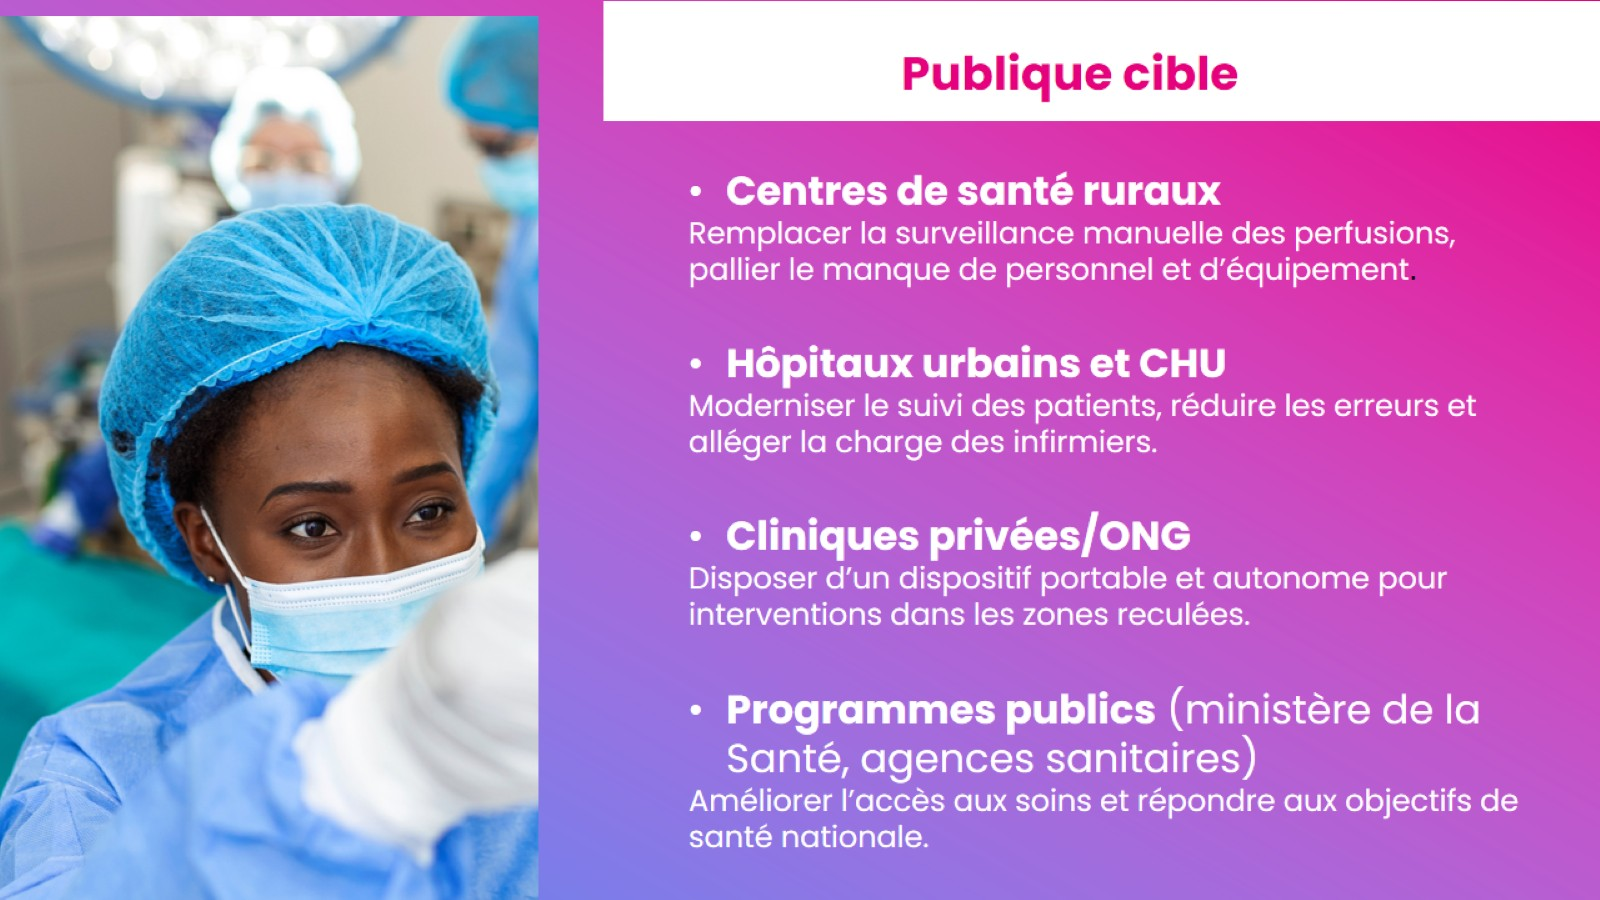 Publique cible
• Centres de santé ruraux
Remplacer la surveillance manuelle des perfusions,
pallier le manque de personnel et d’équipement.
• Hôpitaux urbains et CHU
Moderniser le suivi des patients, réduire les erreurs et
alléger la charge des infirmiers.
• Cliniques privées/ONG
Disposer d’un dispositif portable et autonome pour
interventions dans les zones reculées.
• Programmes publics (ministère de la
Santé, agences sanitaires)
Améliorer l’accès aux soins et répondre aux objectifs de
santé nationale.